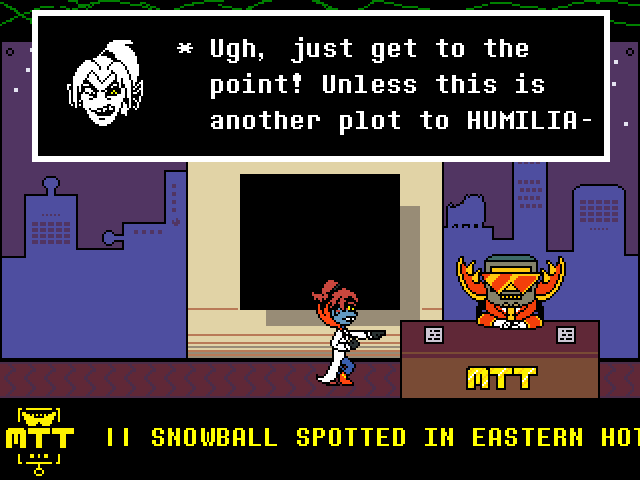 * Ugh, just get to the
point! Unless this is
another plot to HUMILIA-
MTT
MTT
|| SNOWBALL SPOTTED IN EASTERN HOT